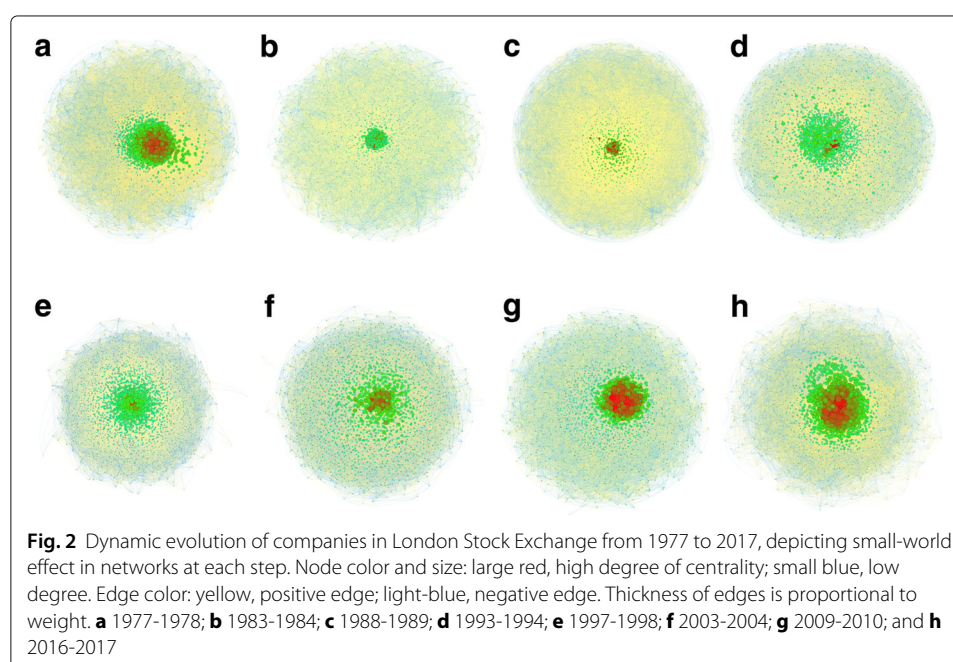 a b c d
e f g h
Fig. 2 Dynamic evolution of companies in London Stock Exchange from 1977 to 2017, depicting small-world
effect in networks at each step. Node color and size: large red, high degree of centrality; small blue, low
degree. Edge color: yellow, positive edge; light-blue, negative edge. Thickness of edges is proportional to
weight. a 1977-1978; b 1983-1984; c 1988-1989; d 1993-1994; e 1997-1998; f 2003-2004; g 2009-2010; and h
2016-2017